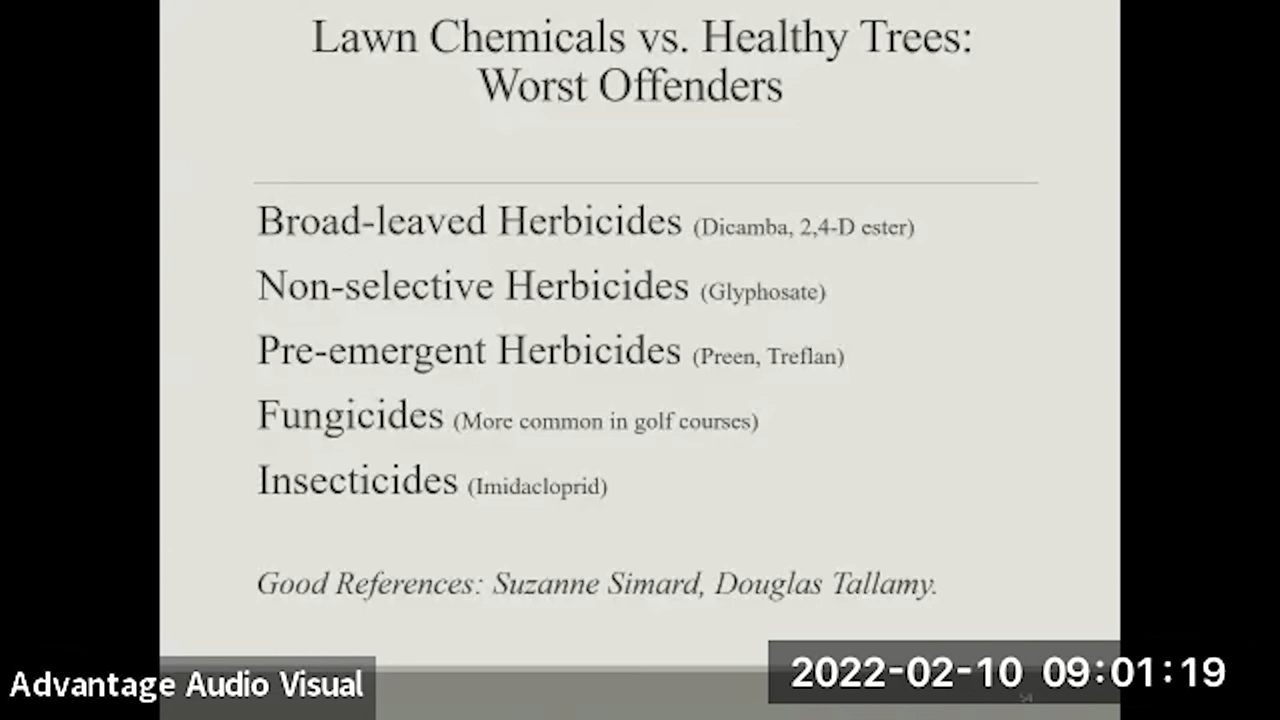 Lawn Chemicals vs. Healthy Trees:
Worst Offenders
Broad-leaved Herbicides (Dicamba, 2,4-D ester)
Non-selective Herbicides (Glyphosate)
Pre-emergent Herbicides (Preen, Treflan)
Fungicides (More common in golf courses)
Insecticides (Imidacloprid)
Good References: Suzanne Simard, Douglas Tallamy.
Advantage Audio Visual
2022-02-10 09:01:19